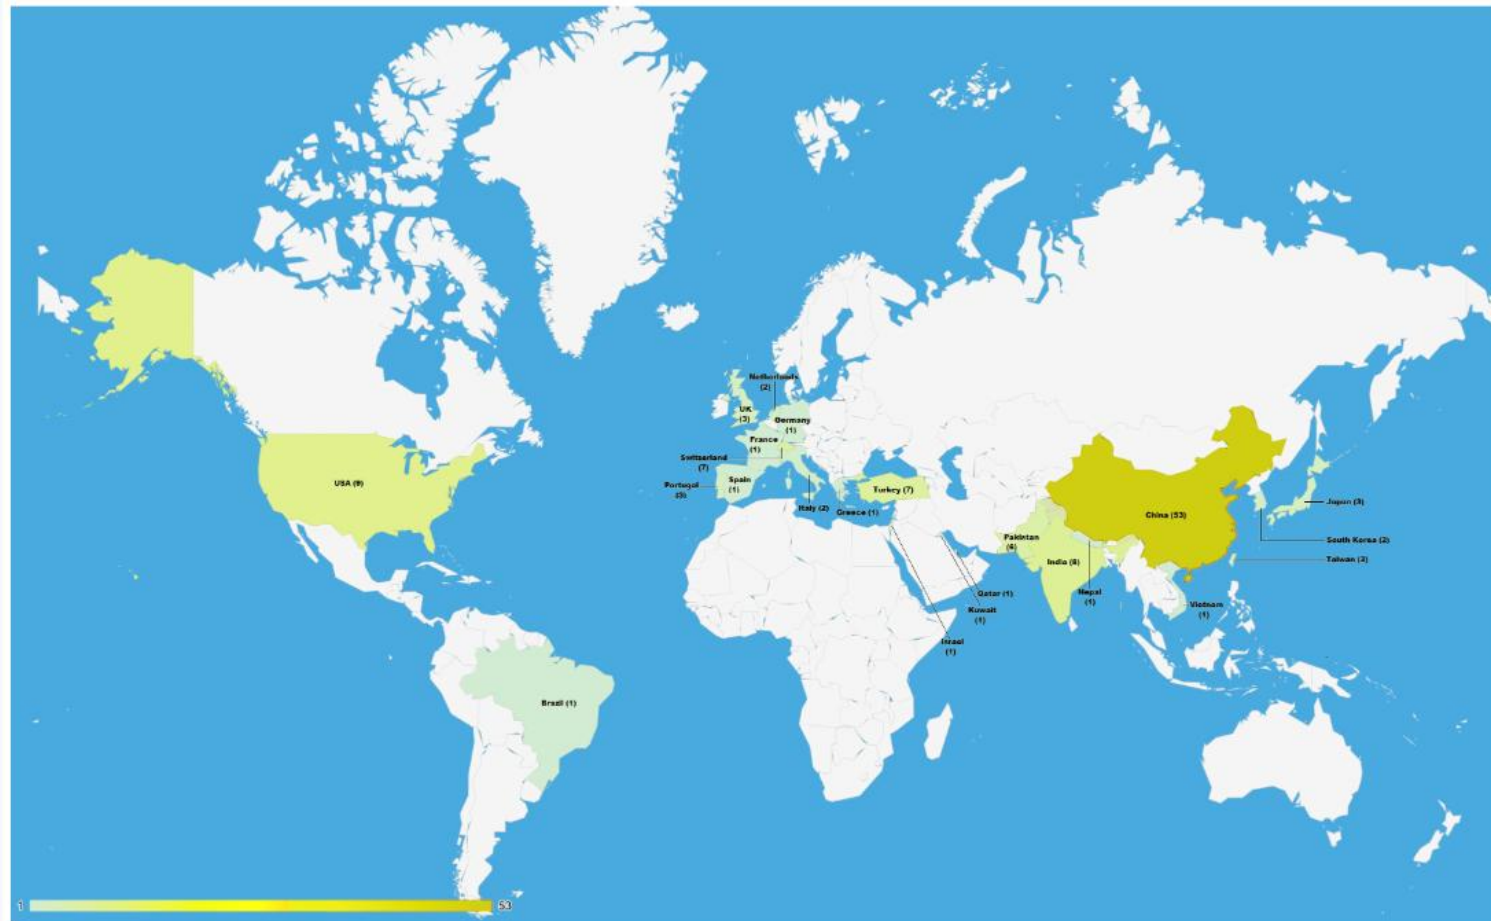 Netherlands
(2)
UK
(3)
Germany
(1)
France
(1)
Switzerland
(7)
Portugal
Spain
(1)
Italy (2)
Greece (1)
Turkey (7)
USA (9)
China (53)
Japan (3)
South Korea (2)
Taiwan (3)
Pakistan
(6)
India (8)
Nepal
(1)
Vietnam
(1)
Qatar (1)
Kuwait
(1)
Israel
(1)
Brazil (1)
1
53